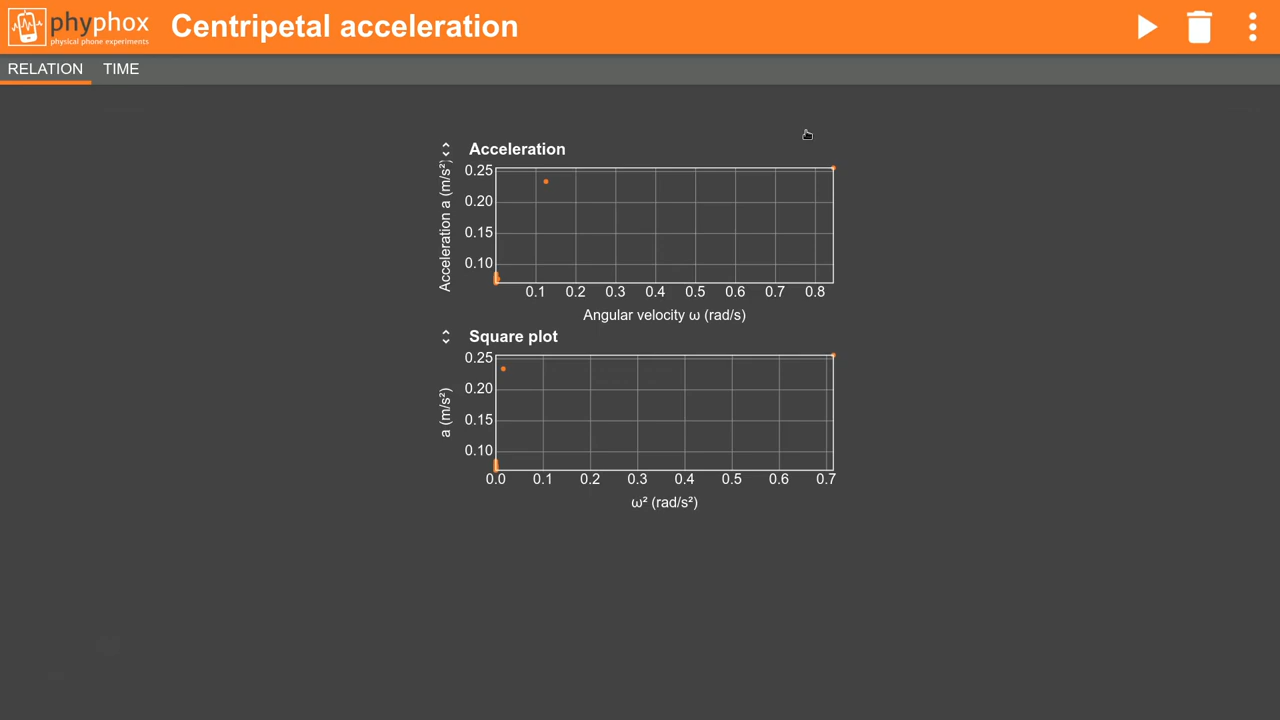 phyphox
physical phone experiments
Centripetal acceleration
RELATION TIME
Acceleration
Acceleration a (m/s²)
0.25
0.20
0.15
0.10
0.1 0.2 0.3 0.4 0.5 0.6 0.7 0.8
Angular velocity ω (rad/s)
Square plot
a (m/s²)
0.25
0.20
0.15
0.10
0.0 0.1 0.2 0.3 0.4 0.5 0.6 0.7
ω² (rad/s²)